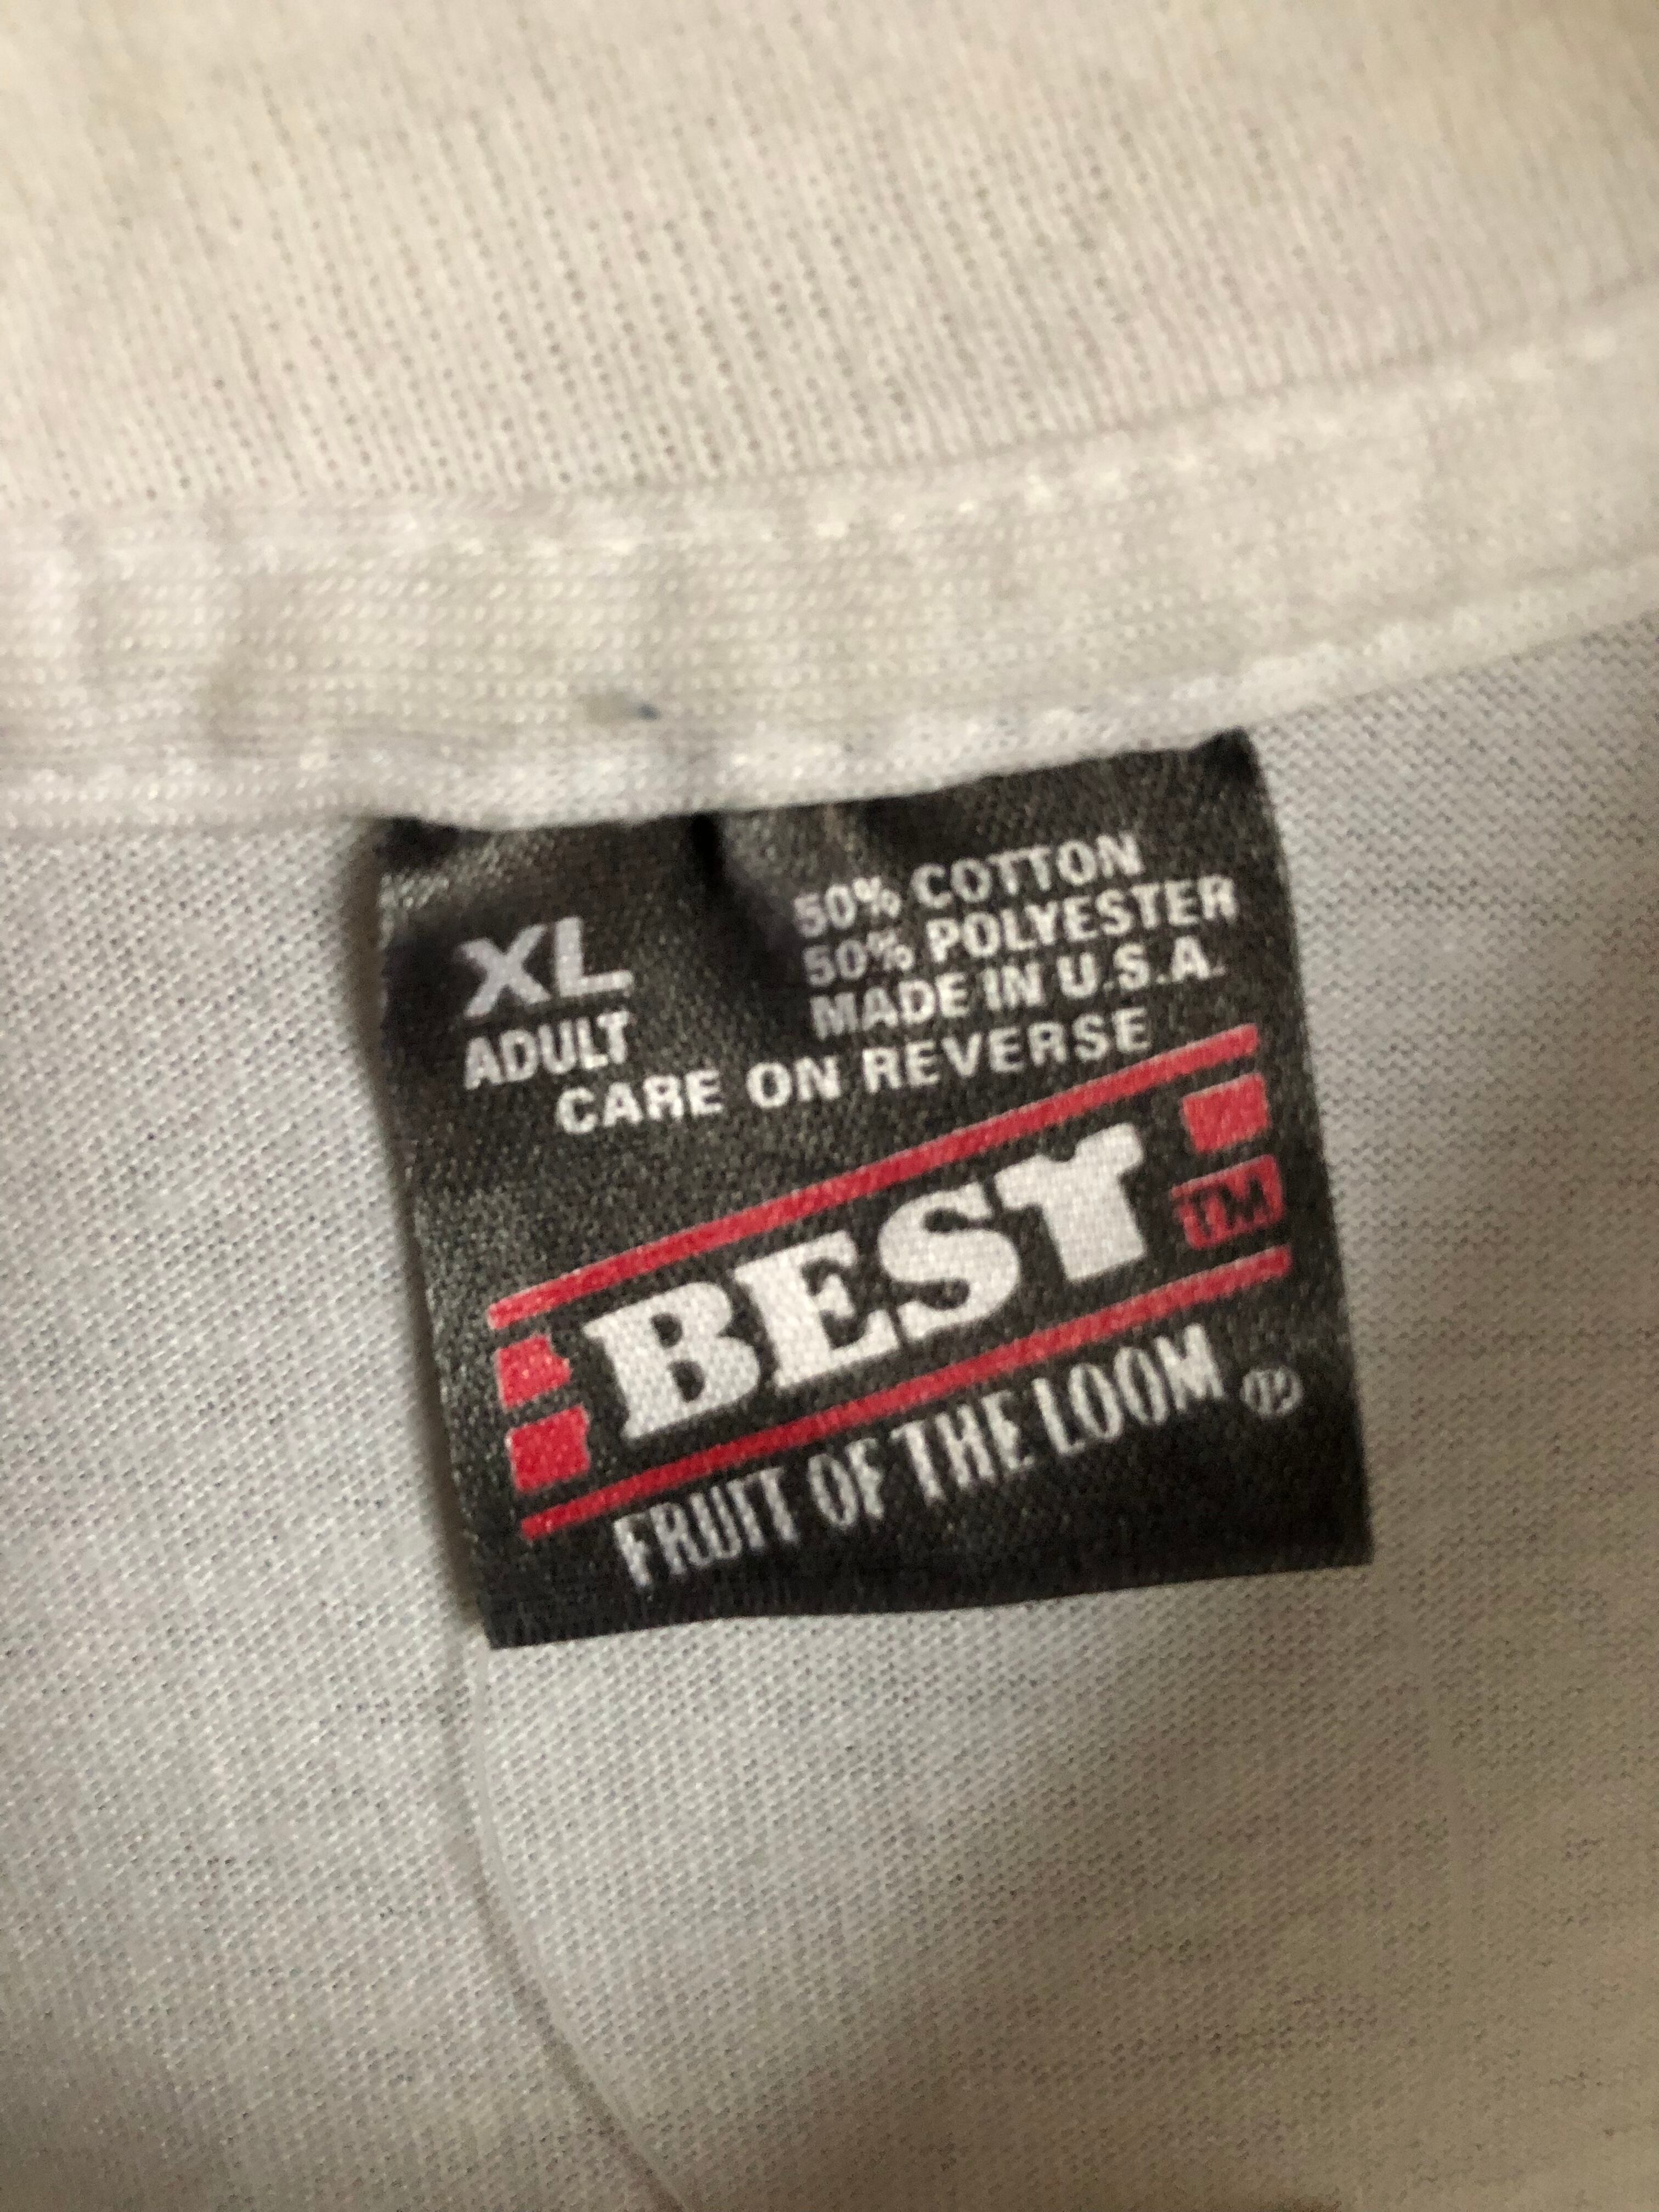 XL
ADULT
50% COTTON
50% POLYESTER
MADE IN U.S.A.
CARE ON REVERSE
BEST TM
FRUIT OF THE LOOM ®